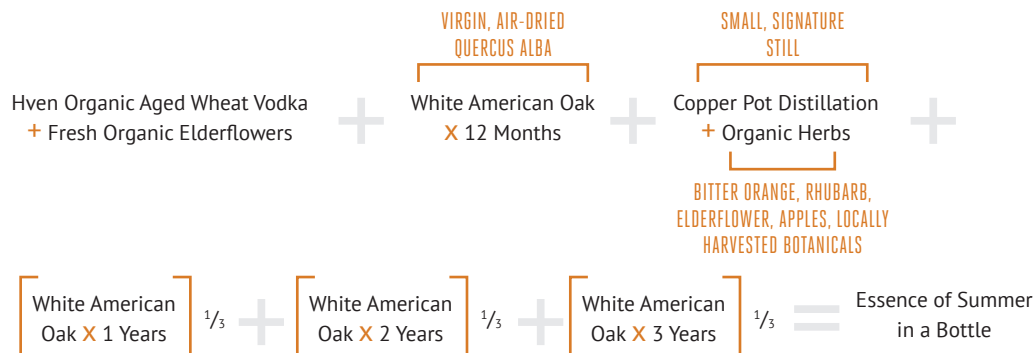 VIRGIN, AIR-DRIED
QUERCUS ALBA
SMALL, SIGNATURE
STILL
Hven Organic Aged Wheat Vodka
+ Fresh Organic Elderflowers
+
White American Oak
X 12 Months
+
Copper Pot Distillation
+ Organic Herbs
+
BITTER ORANGE, RHUBARB,
ELDERFLOWER, APPLES, LOCALLY
HARVESTED BOTANICALS
White American
Oak X 1 Years
1/3
+
White American
Oak X 2 Years
1/3
+
White American
Oak X 3 Years
1/3
=
Essence of Summer
in a Bottle